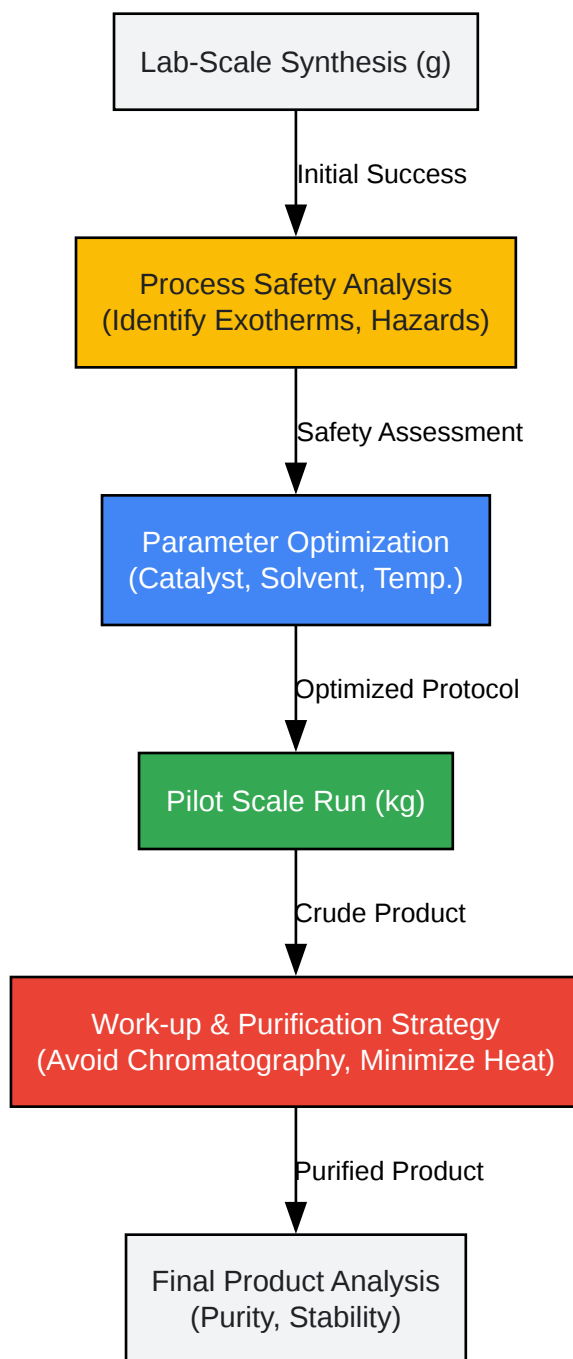 Lab-Scale Synthesis (g)
Initial Success
Process Safety Analysis
(Identify Exotherms, Hazards)
Safety Assessment
Parameter Optimization
(Catalyst, Solvent, Temp.)
Optimized Protocol
Pilot Scale Run (kg)
Crude Product
Work-up & Purification Strategy
(Avoid Chromatography, Minimize Heat)
Purified Product
Final Product Analysis
(Purity, Stability)